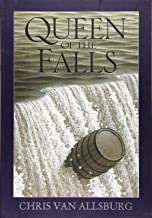 QUEEN
OF THE
FALLS
CHRIS VAN ALLSBURG